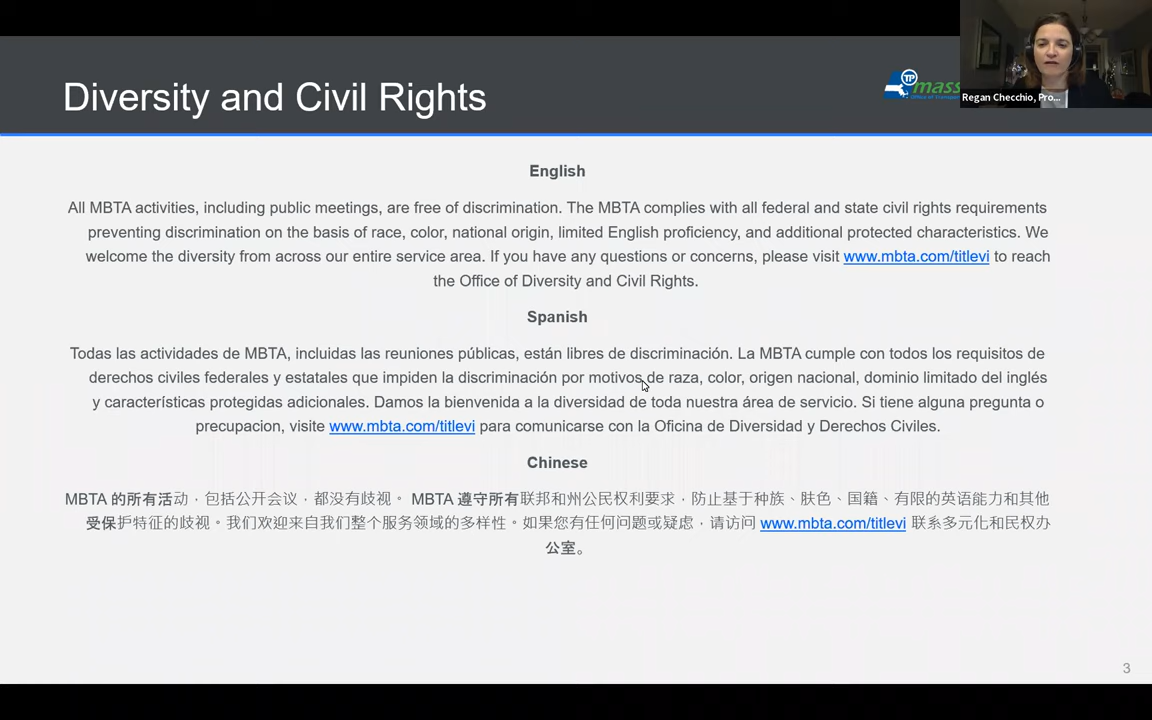 Diversity and Civil Rights
TP
mass
Regan Checchio, Pro...
English
All MBTA activities, including public meetings, are free of discrimination. The MBTA complies with all federal and state civil rights requirements
preventing discrimination on the basis of race, color, national origin, limited English proficiency, and additional protected characteristics. We
welcome the diversity from across our entire service area. If you have any questions or concerns, please visit www.mbta.com/titlevi to reach
the Office of Diversity and Civil Rights.
Spanish
Todas las actividades de MBTA, incluidas las reuniones públicas, están libres de discriminación. La MBTA cumple con todos los requisitos de
derechos civiles federales y estatales que impiden la discriminación por motivos de raza, color, origen nacional, dominio limitado del inglés
y características protegidas adicionales. Damos la bienvenida a la diversidad de toda nuestra área de servicio. Si tiene alguna pregunta o
precupacion, visite www.mbta.com/titlevi para comunicarse con la Oficina de Diversidad y Derechos Civiles.
Chinese
MBTA 的所有活动，包括公开会议，都没有歧视。 MBTA 遵守所有联邦和州公民权利要求，防止基于种族、肤色、国籍、有限的英语能力和其他
受保护特征的歧视。我们欢迎来自我们整个服务领域的多样性。如果您有任何问题或疑虑，请访问 www.mbta.com/titlevi 联系多元化和民权办
公室。
3